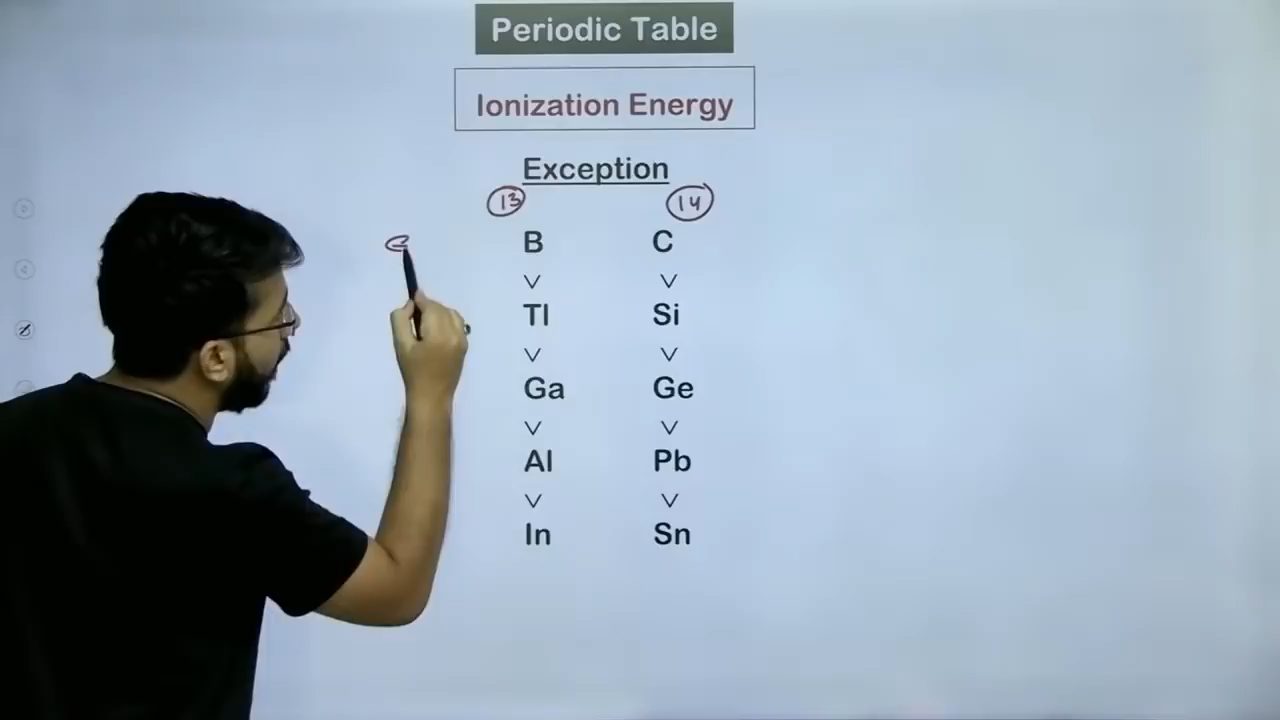 Periodic Table
Ionization Energy
Exception
13 14
B C
> >
Tl Si
> >
Ga Ge
> >
Al Pb
> >
In Sn